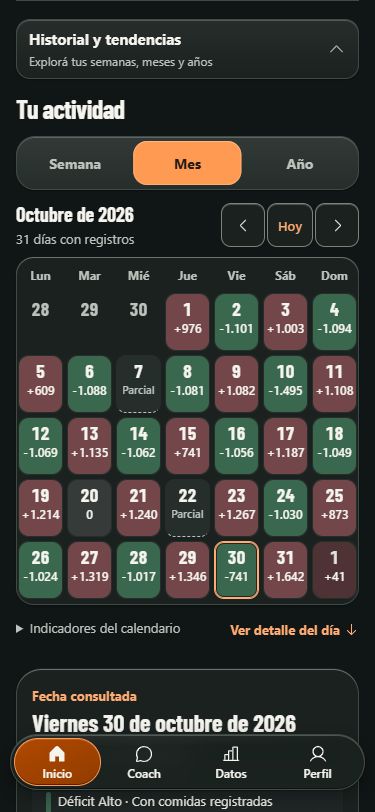 Historial y tendencias
Explorá tus semanas, meses y años
Tu actividad
Semana Mes Año
Octubre de 2026
31 días con registros
Hoy
Lun Mar Mié Jue Vie Sáb Dom
28 29 30 1 2 3 4
+976 -1.101 +1.003 -1.094
5 6 7 8 9 10 11
+609 -1.088 Parcial -1.081 +1.082 -1.495 +1.108
12 13 14 15 16 17 18
-1.069 +1.135 -1.062 +741 -1.056 +1.187 -1.049
19 20 21 22 23 24 25
+1.214 0 +1.240 Parcial +1.267 -1.030 +873
26 27 28 29 30 31 1
-1.024 +1.319 -1.017 +1.346 -741 +1.642 +41
Indicadores del calendario
Ver detalle del día ↓
Fecha consultada
Viernes 30 de octubre de 2026
Inicio Coach Datos Perfil
Déficit Alto · Con comidas registradas